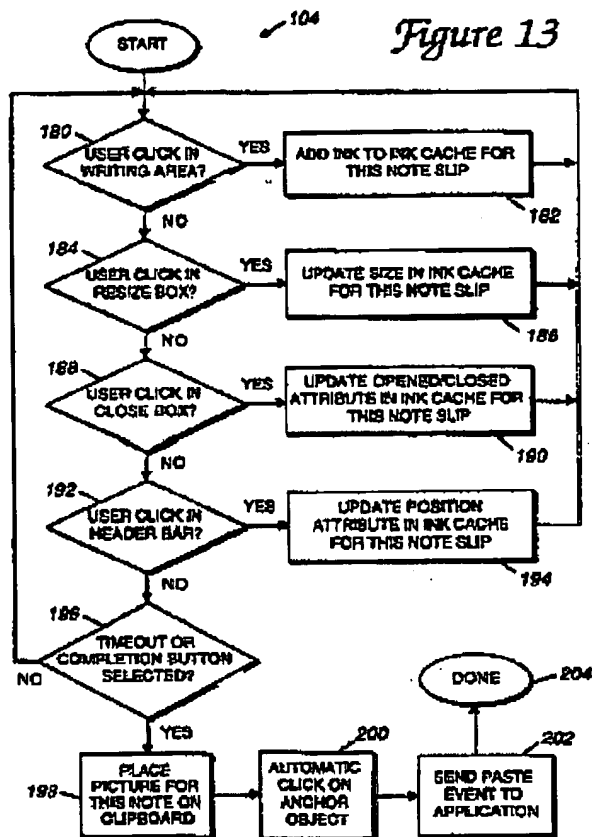 104
Figure 13
START
180
USER CLICK IN
WRITING AREA?
YES
ADD INK TO INK CACHE FOR
THIS NOTE SLIP
182
NO
184
USER CLICK IN
RESIZE BOX?
YES
UPDATE SIZE IN INK CACHE
FOR THIS NOTE SLIP
186
NO
188
USER CLICK IN
CLOSE BOX?
YES
UPDATE OPENED/CLOSED
ATTRIBUTE IN INK CACHE FOR
THIS NOTE SLIP
190
NO
192
USER CLICK IN
HEADER BAR?
YES
UPDATE POSITION
ATTRIBUTE IN INK CACHE
FOR THIS NOTE SLIP
194
NO
196
TIMEOUT OR
COMPLETION BUTTON
SELECTED?
NO
YES
DONE
204
198
PLACE
PICTURE FOR
THIS NOTE ON
CLIPBOARD
200
AUTOMATIC
CLICK ON
ANCHOR
OBJECT
202
SEND PASTE
EVENT TO
APPLICATION